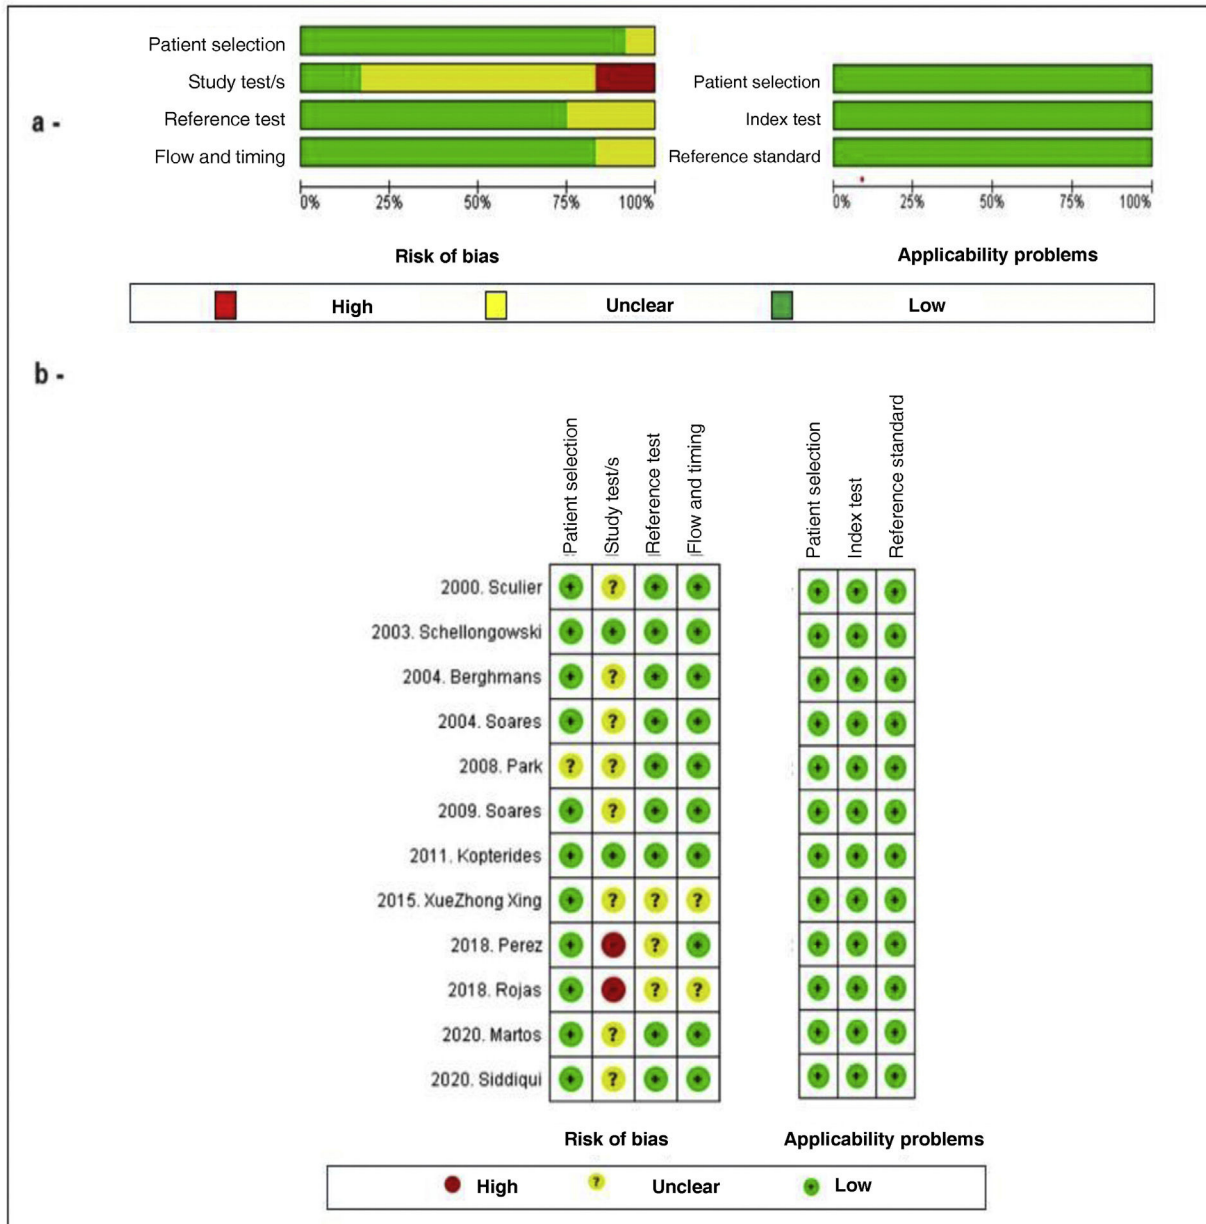 a -
Patient selection
Study test/s
Reference test
Flow and timing
0% 25% 50% 75% 100%
Risk of bias
Patient selection
Index test
Reference standard
0% 25% 50% 75% 100%
Applicability problems
High Unclear Low
b -
Patient selection
Study test/s
Reference test
Flow and timing
Patient selection
Index test
Reference standard
2000. Sculier + ? + + + + +
2003. Schellongowski + + + + + + +
2004. Berghmans + ? + + + + +
2004. Soares + ? + + + + +
2008. Park ? ? + + + + +
2009. Soares + ? + + + + +
2011. Kopterides + + + + + + +
2015. XueZhong Xing + ? ? ? + + +
2018. Perez + ? + + + +
2018. Rojas + ? ? + + +
2020. Martos + ? + + + + +
2020. Siddiqui + ? + + + + +
Risk of bias Applicability problems
High ? Unclear + Low